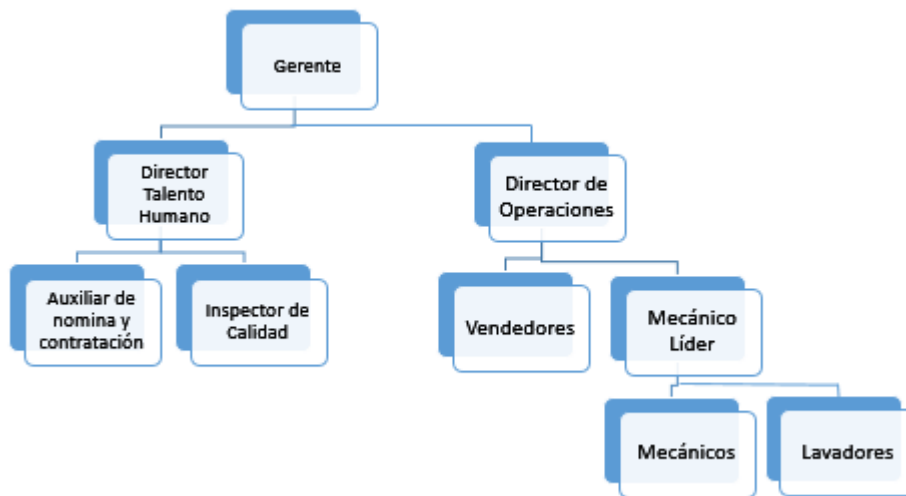 Gerente
Director
Talento
Humano
Director de
Operaciones
Auxiliar de
nomina y
contratación
Inspector de
Calidad
Vendedores
Mecánico
Líder
Mecánicos
Lavadores